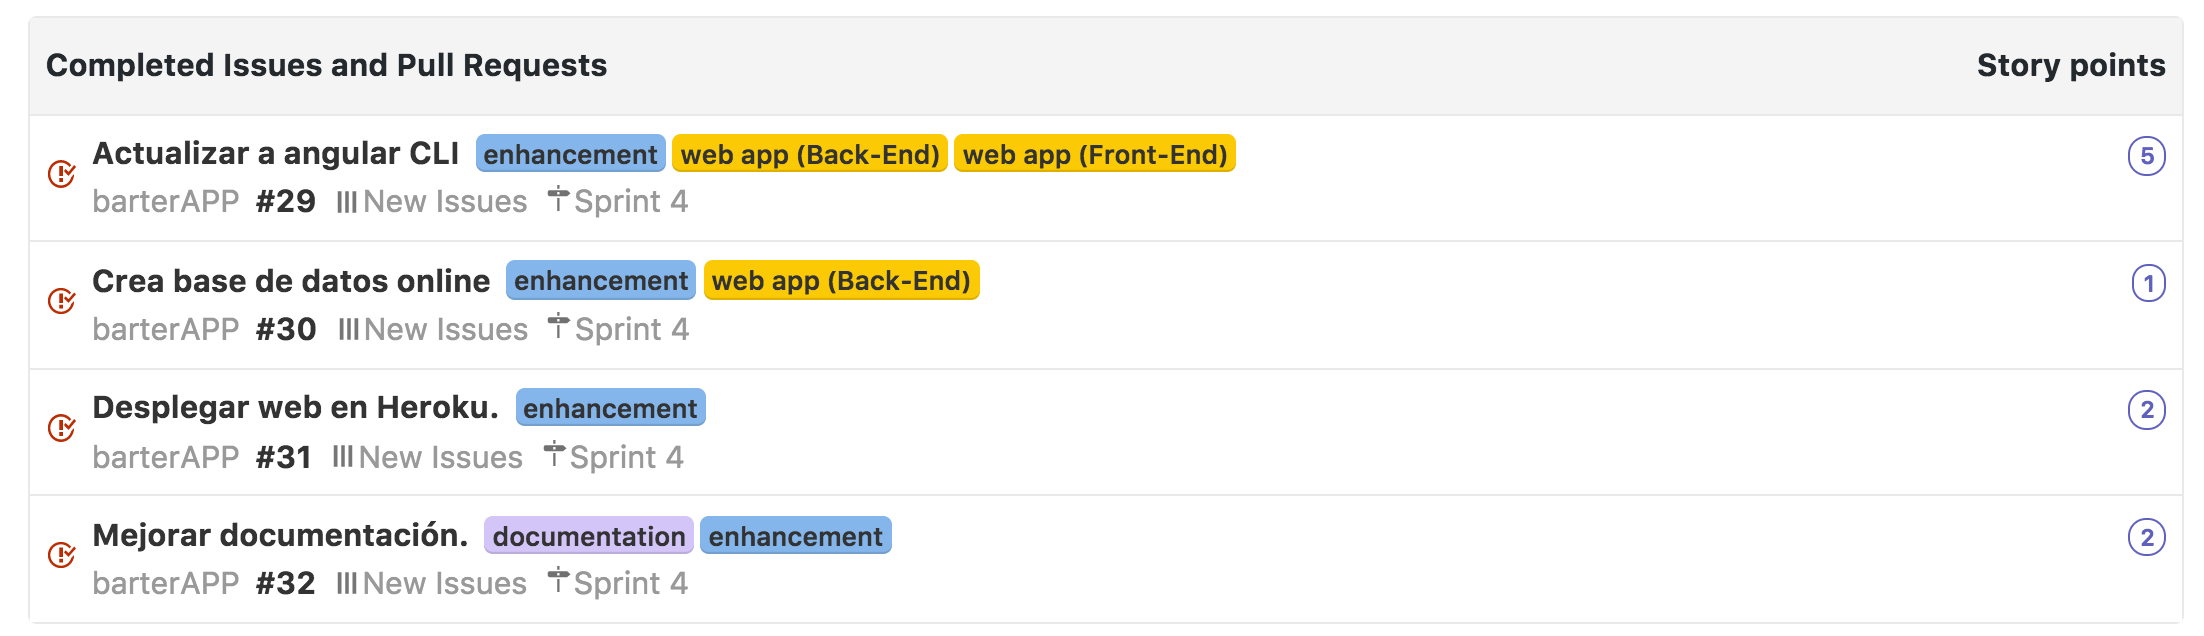 Completed Issues and Pull Requests Story points
Actualizar a angular CLI enhancement web app (Back-End) web app (Front-End) 5
barterAPP #29 New Issues Sprint 4
Crea base de datos online enhancement web app (Back-End) 1
barterAPP #30 New Issues Sprint 4
Desplegar web en Heroku. enhancement 2
barterAPP #31 New Issues Sprint 4
Mejorar documentación. documentation enhancement 2
barterAPP #32 New Issues Sprint 4